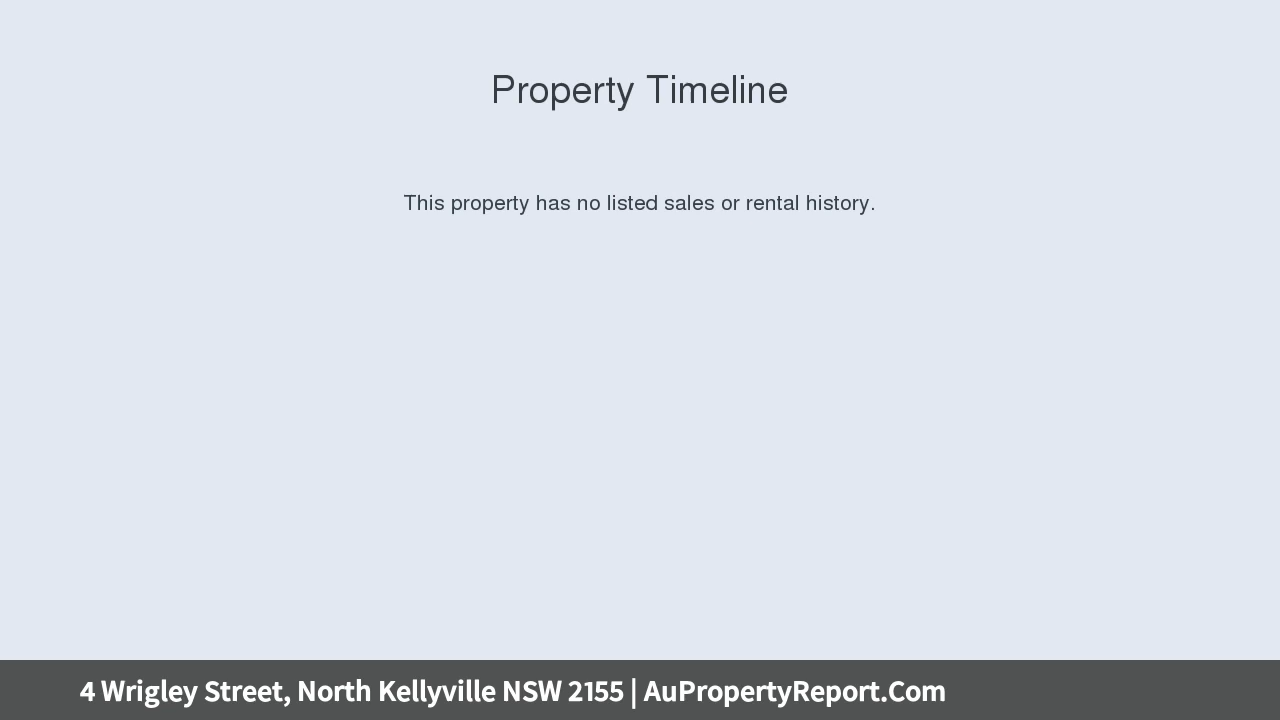 Property Timeline
This property has no listed sales or rental history.
4 Wrigley Street, North Kellyville NSW 2155 | AuPropertyReport.Com